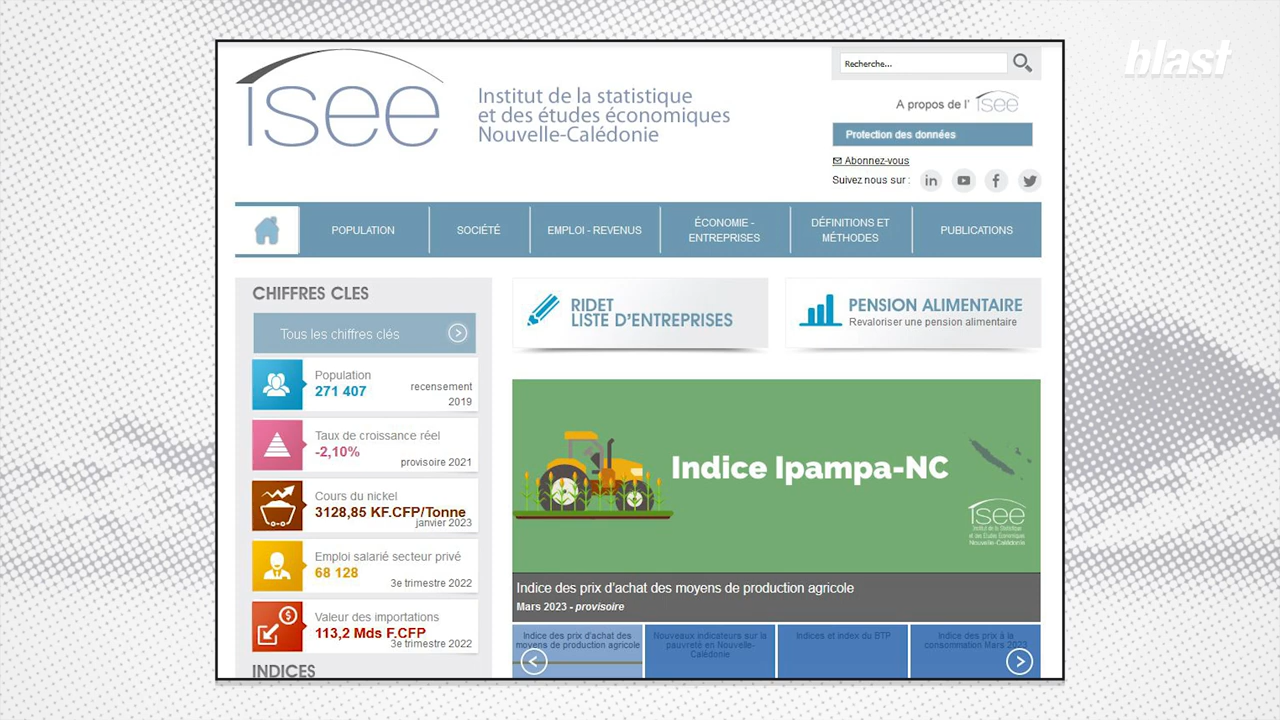 blast
isee
Institut de la statistique
et des études économiques
Nouvelle-Calédonie
Recherche...
A propos de l' isee
Protection des données
Abonnez-vous
Suivez nous sur :
POPULATION
SOCIÉTÉ
EMPLOI - REVENUS
ÉCONOMIE -
ENTREPRISES
DÉFINITIONS ET
MÉTHODES
PUBLICATIONS
CHIFFRES CLES
Tous les chiffres clés
Population
271 407
recensement
2019
Taux de croissance réel
-2,10%
provisoire 2021
Cours du nickel
3128,85 KF.CFP/Tonne
janvier 2023
Emploi salarié secteur privé
68 128
3e trimestre 2022
Valeur des importations
113,2 Mds F.CFP
3e trimestre 2022
INDICES
RIDET
LISTE D'ENTREPRISES
PENSION ALIMENTAIRE
Revaloriser une pension alimentaire
Indice Ipampa-NC
isee
Institut de la Statistique
et des Etudes Economiques
Nouvelle-Calédonie
Indice des prix d'achat des moyens de production agricole
Mars 2023 - provisoire
Indice des prix d'achat des
moyens de production agricole
Nouveaux indicateurs sur la
pauvreté en Nouvelle-
Calédonie
Indices et index du BTP
Indice des prix à la
consommation Mars 2023